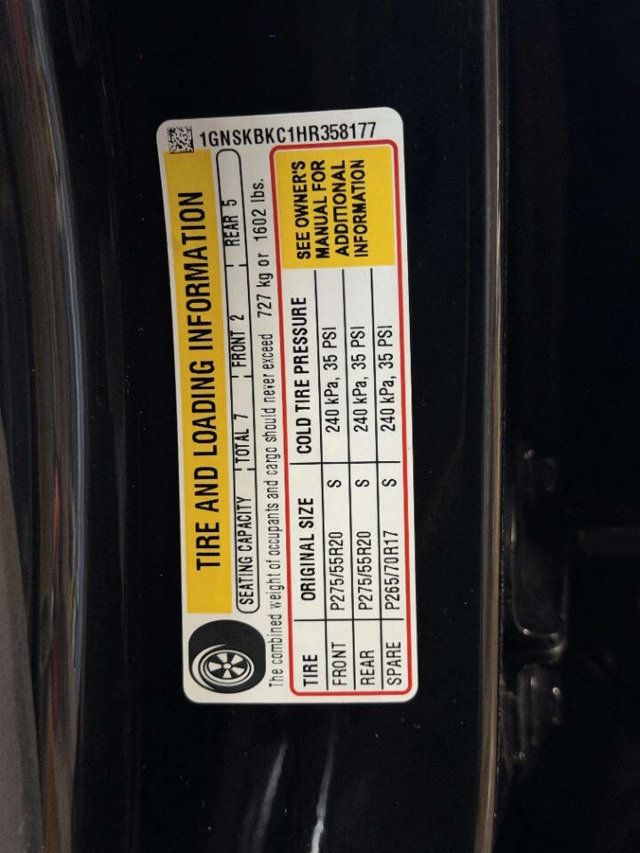 1GNSKBKC1HR358177
TIRE AND LOADING INFORMATION
SEATING CAPACITY TOTAL 7 FRONT 2 REAR 5
The combined weight of occupants and cargo should never exceed 727 kg or 1602 lbs.
TIRE ORIGINAL SIZE COLD TIRE PRESSURE
FRONT P275/55R20 S 240 kPa, 35 PSI
REAR P275/55R20 S 240 kPa, 35 PSI
SPARE P265/70R17 S 240 kPa, 35 PSI
SEE OWNER'S
MANUAL FOR
ADDITIONAL
INFORMATION